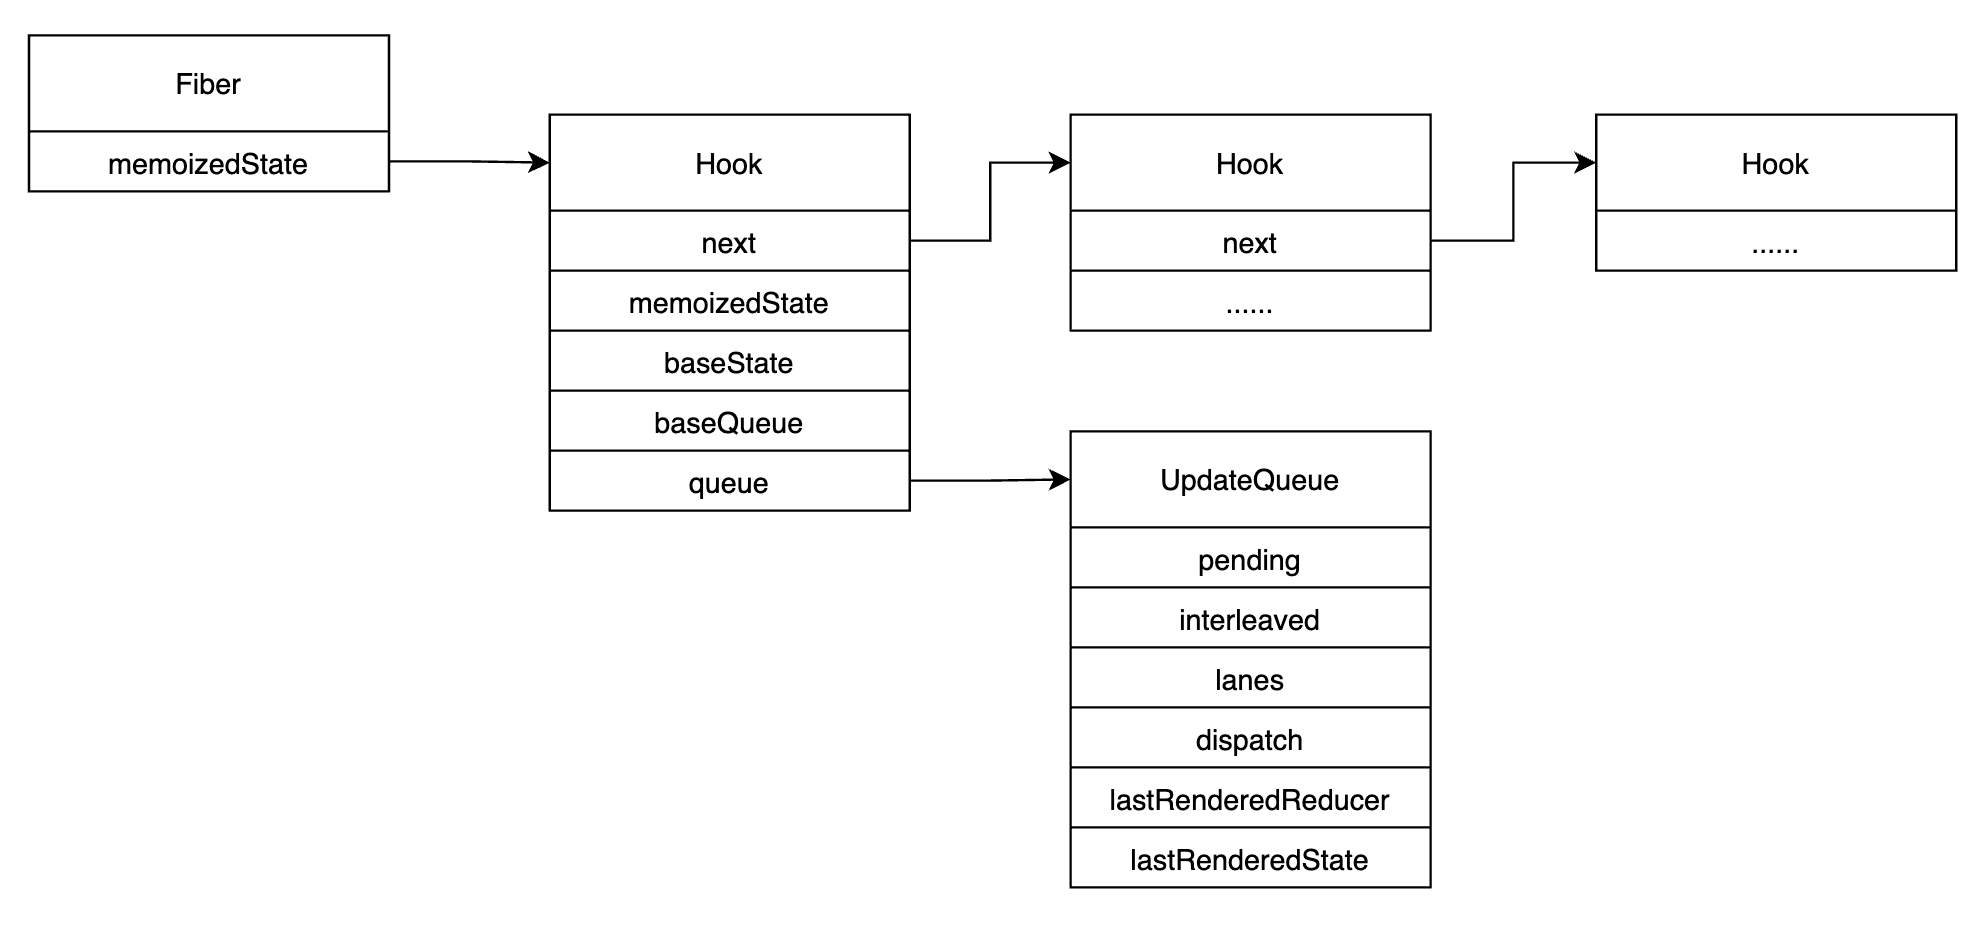 Fiber
memoizedState
Hook
next
memoizedState
baseState
baseQueue
queue
Hook
next
......
Hook
......
UpdateQueue
pending
interleaved
lanes
dispatch
lastRenderedReducer
lastRenderedState